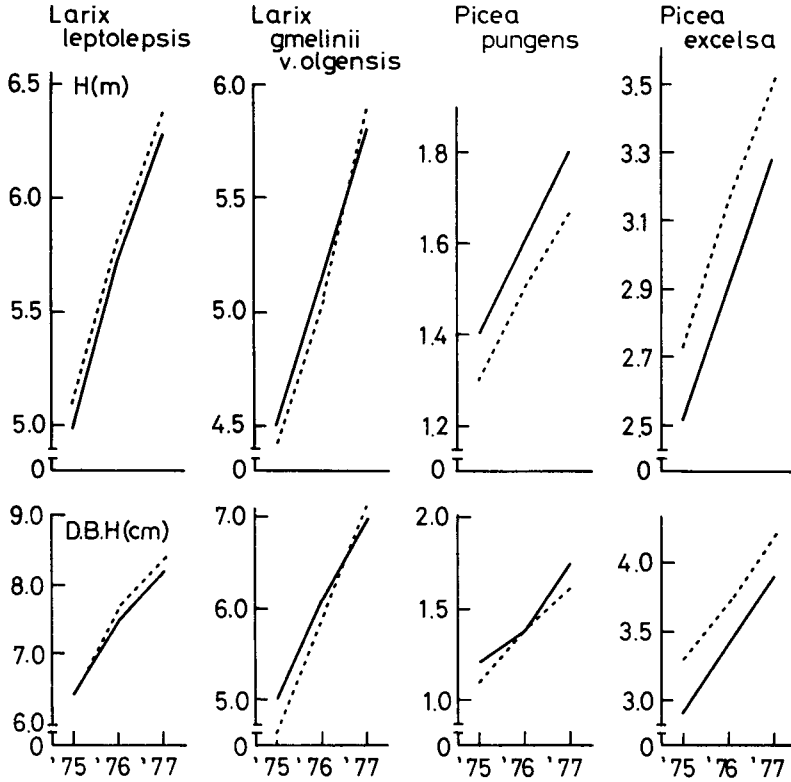 Larix
leptolepsis
Larix
gmelinii
v. olgensis
Picea
pungens
Picea
excelsa
H(m)
6.5
6.0
5.5
5.0
0
6.0
5.5
5.0
4.5
0
1.8
1.6
1.4
1.2
0
3.5
3.3
3.1
2.9
2.7
2.5
0
D.B.H(cm)
9.0
8.0
7.0
6.0
0
7.0
6.0
5.0
0
2.0
1.5
1.0
0
4.0
3.5
3.0
0
'75 '76 '77
'75 '76 '77
'75 '76 '77
'75 '76 '77